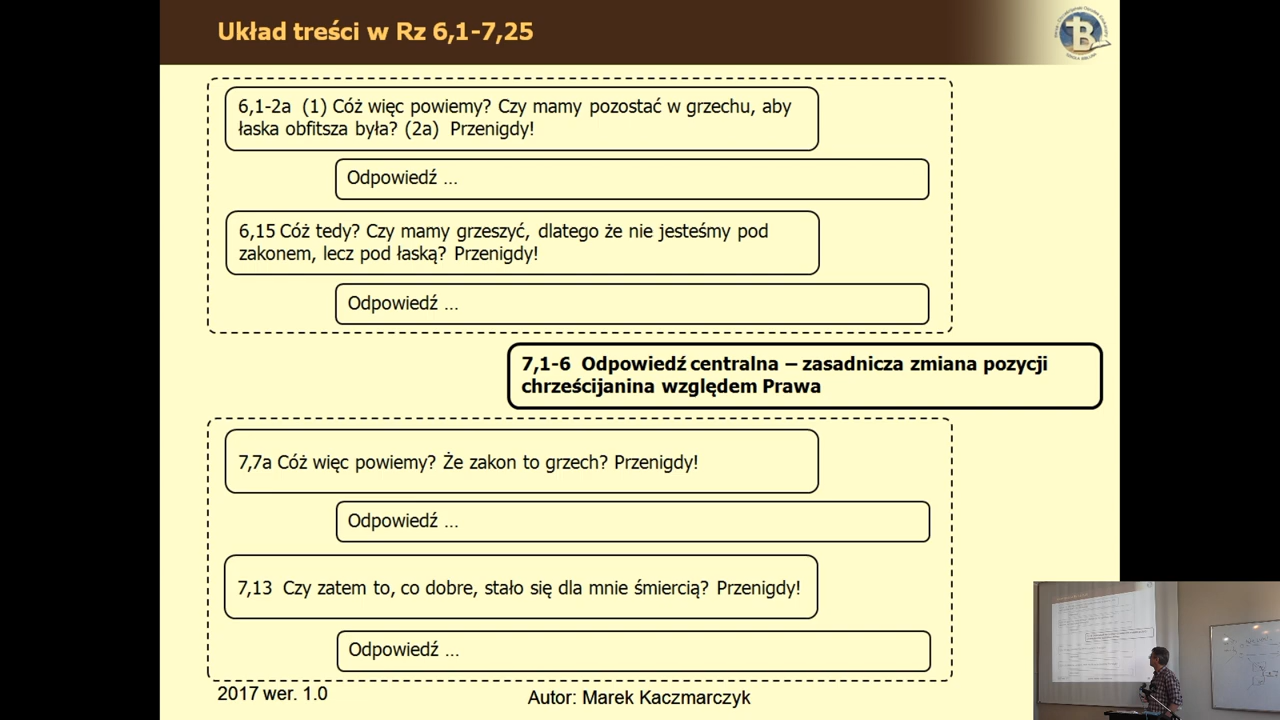 Układ treści w Rz 6,1-7,25
6,1-2a (1) Cóż więc powiemy? Czy mamy pozostać w grzechu, aby
łaska obfitsza była? (2a) Przenigdy!
Odpowiedź ...
6,15 Cóż tedy? Czy mamy grzeszyć, dlatego że nie jesteśmy pod
zakonem, lecz pod łaską? Przenigdy!
Odpowiedź ...
7,1-6 Odpowiedź centralna – zasadnicza zmiana pozycji
chrześcijanina względem Prawa
7,7a Cóż więc powiemy? Że zakon to grzech? Przenigdy!
Odpowiedź ...
7,13 Czy zatem to, co dobre, stało się dla mnie śmiercią? Przenigdy!
Odpowiedź ...
2017 wer. 1.0
Autor: Marek Kaczmarczyk